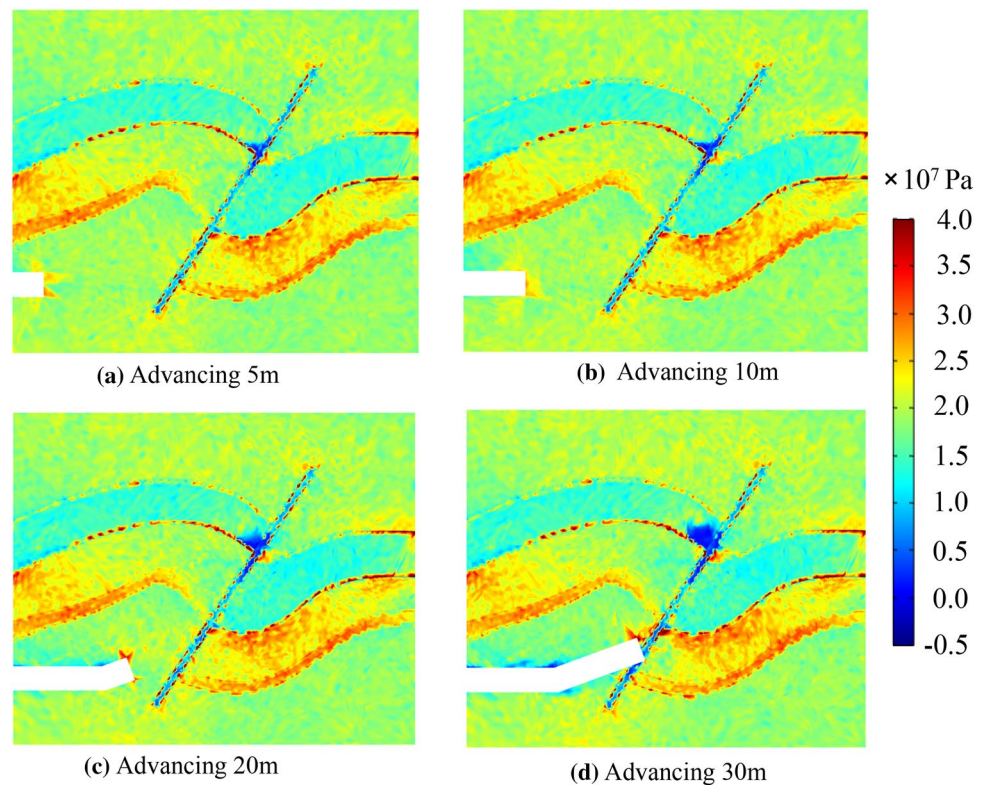 (a) Advancing 5m
(b) Advancing 10m
(c) Advancing 20m
(d) Advancing 30m
×10⁷ Pa
4.0
3.5
3.0
2.5
2.0
1.5
1.0
0.5
0.0
-0.5